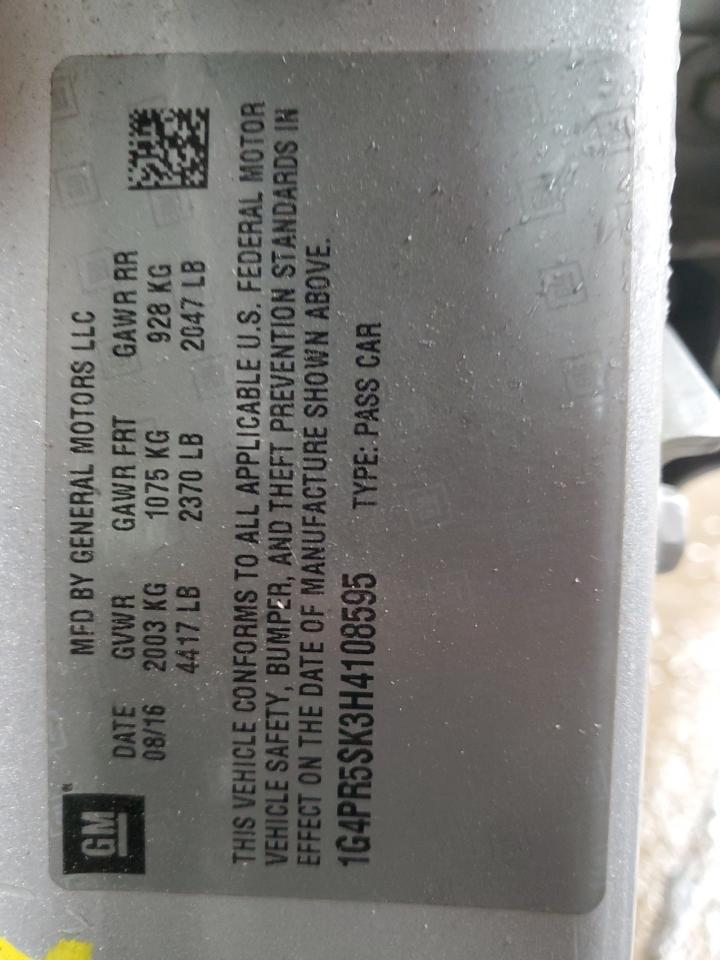 GM ®
MFD BY GENERAL MOTORS LLC
DATE GVWR GAWR FRT GAWR RR
08/16 2003 KG 1075 KG 928 KG
4417 LB 2370 LB 2047 LB
THIS VEHICLE CONFORMS TO ALL APPLICABLE U.S. FEDERAL MOTOR
VEHICLE SAFETY, BUMPER, AND THEFT PREVENTION STANDARDS IN
EFFECT ON THE DATE OF MANUFACTURE SHOWN ABOVE.
1G4PR5SK3H4108595 TYPE: PASS CAR